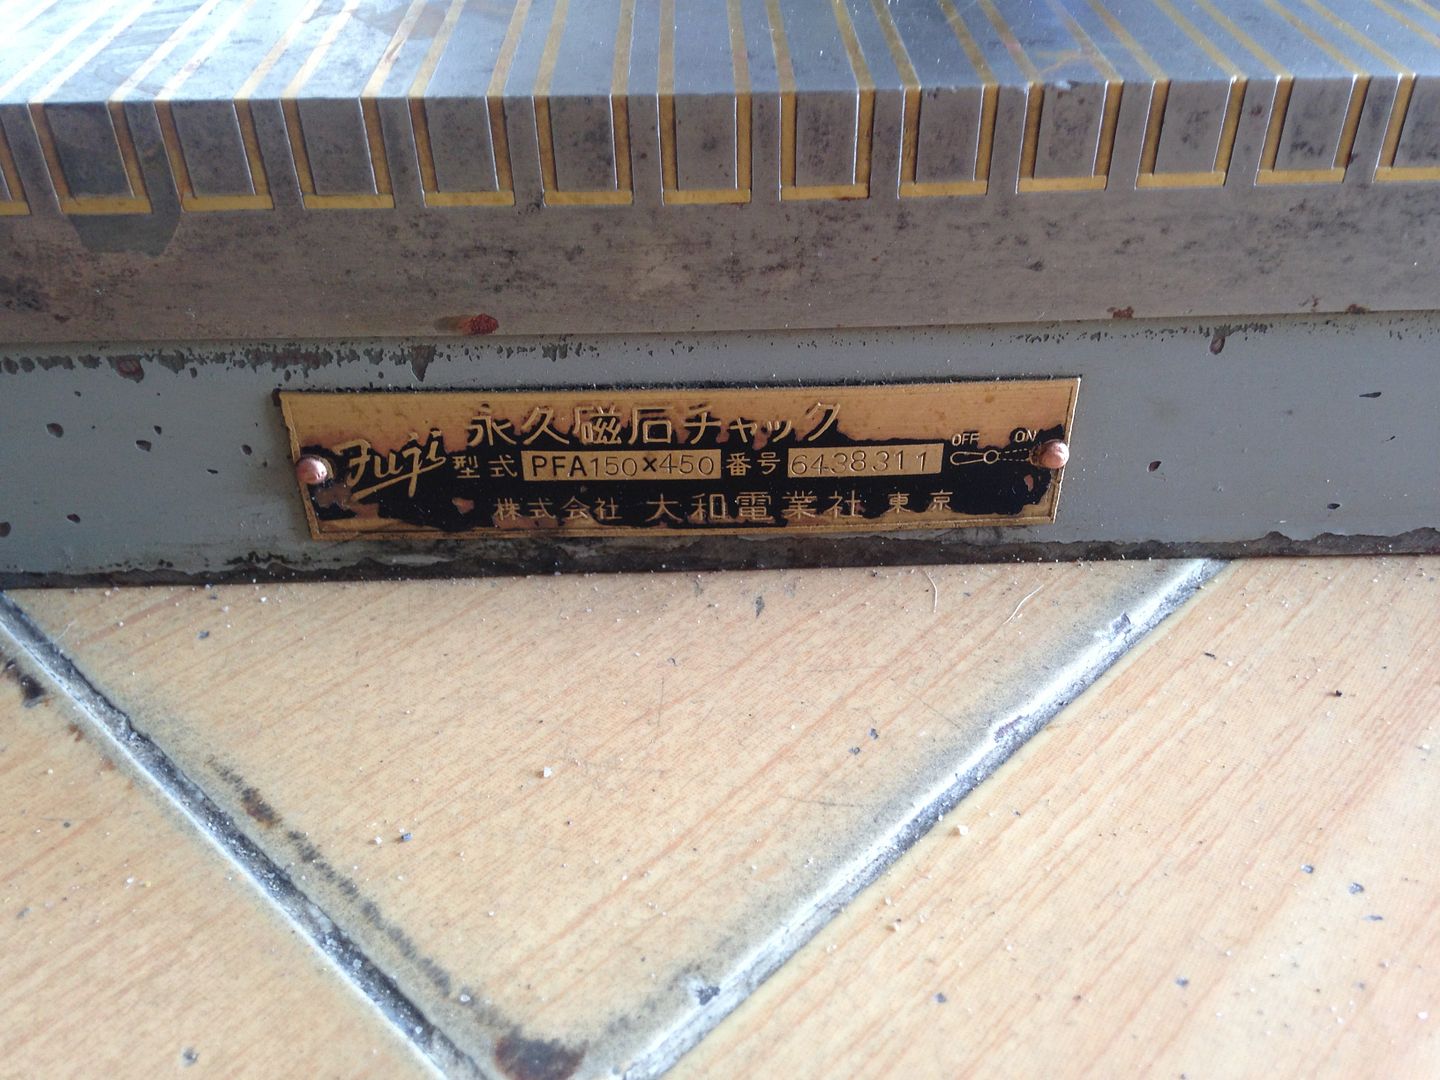 永久磁石チャック
Fuji 型式 PFA150×450 番号 6438311 OFF ON
株式会社 大和電業社 東京